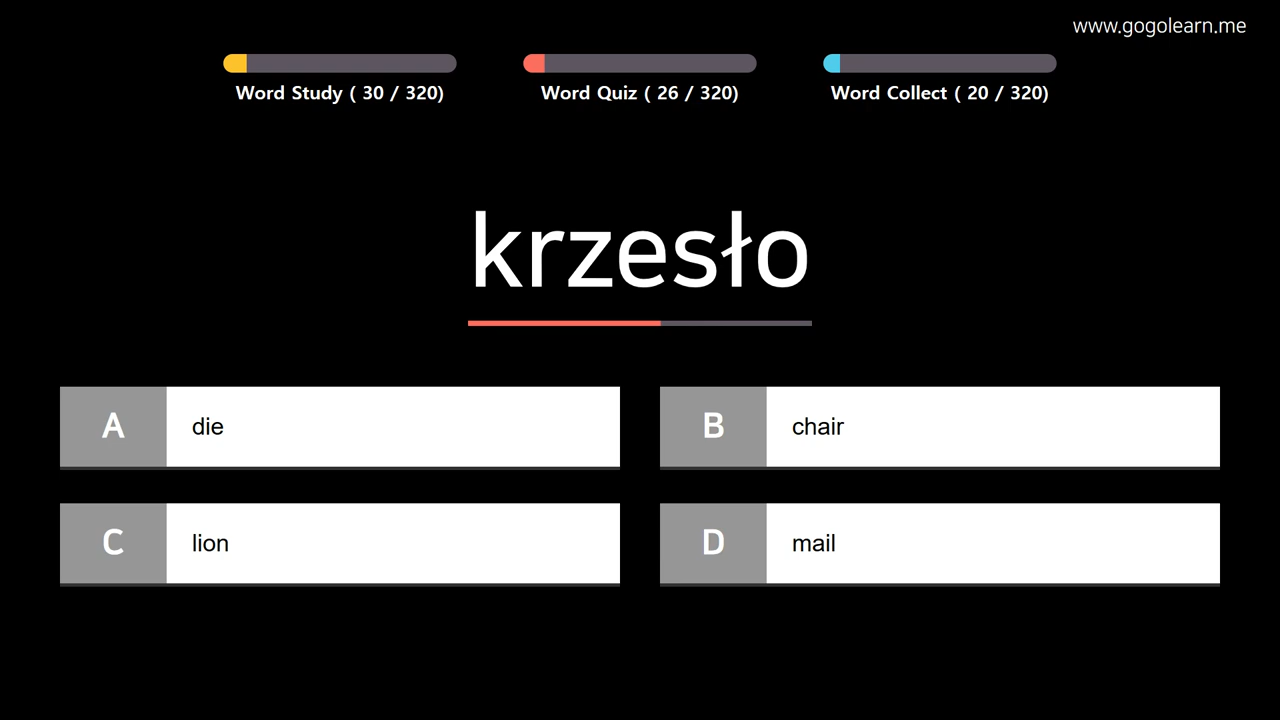 www.gogolearn.me
Word Study ( 30 / 320)
Word Quiz ( 26 / 320)
Word Collect ( 20 / 320)
krzesło
A die
B chair
C lion
D mail